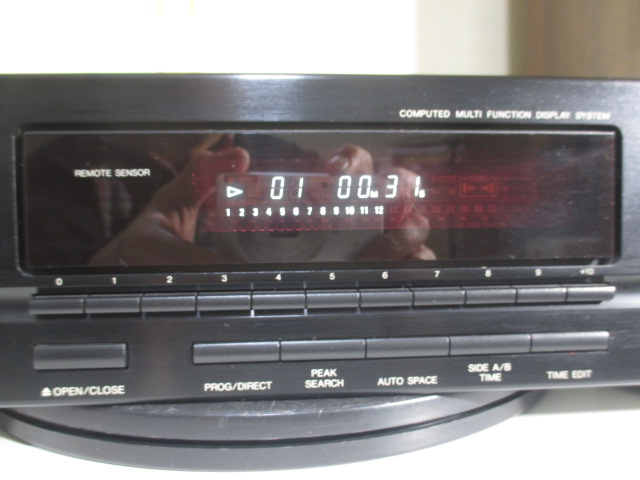 COMPUTED MULTI FUNCTION DISPLAY SYSTEM
REMOTE SENSOR
01 00M31S
1 2 3 4 5 6 7 8 9 10 11 12
0 1 2 3 4 5 6 7 8 9 +10
OPEN/CLOSE
PROG/DIRECT
PEAK
SEARCH
AUTO SPACE
SIDE A/B
TIME
TIME EDIT